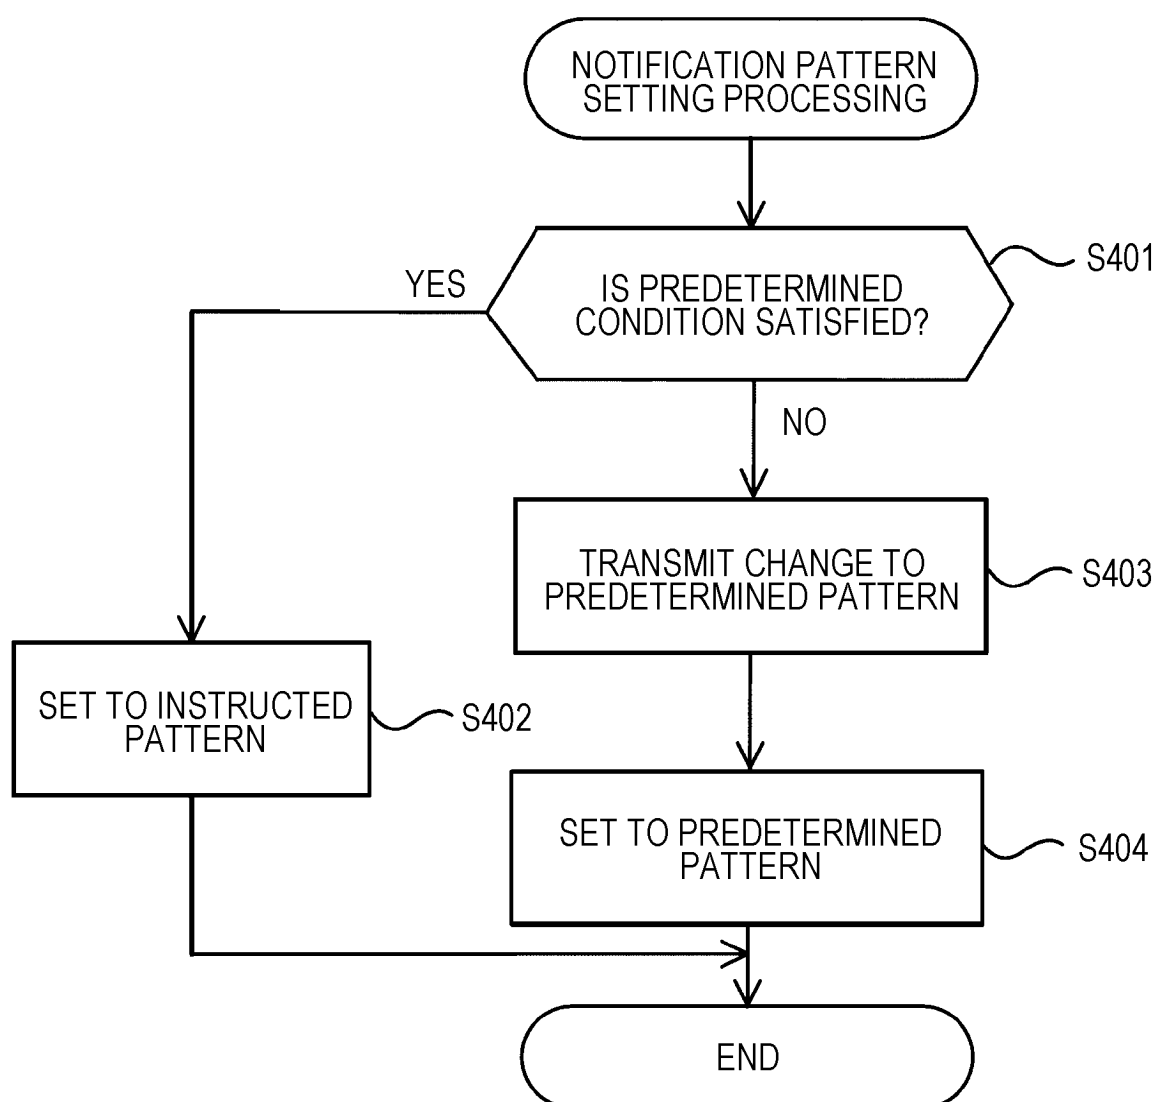 NOTIFICATION PATTERN
SETTING PROCESSING
S401
YES
IS PREDETERMINED
CONDITION SATISFIED?
NO
TRANSMIT CHANGE TO
PREDETERMINED PATTERN
S403
SET TO INSTRUCTED
PATTERN
S402
SET TO PREDETERMINED
PATTERN
S404
END